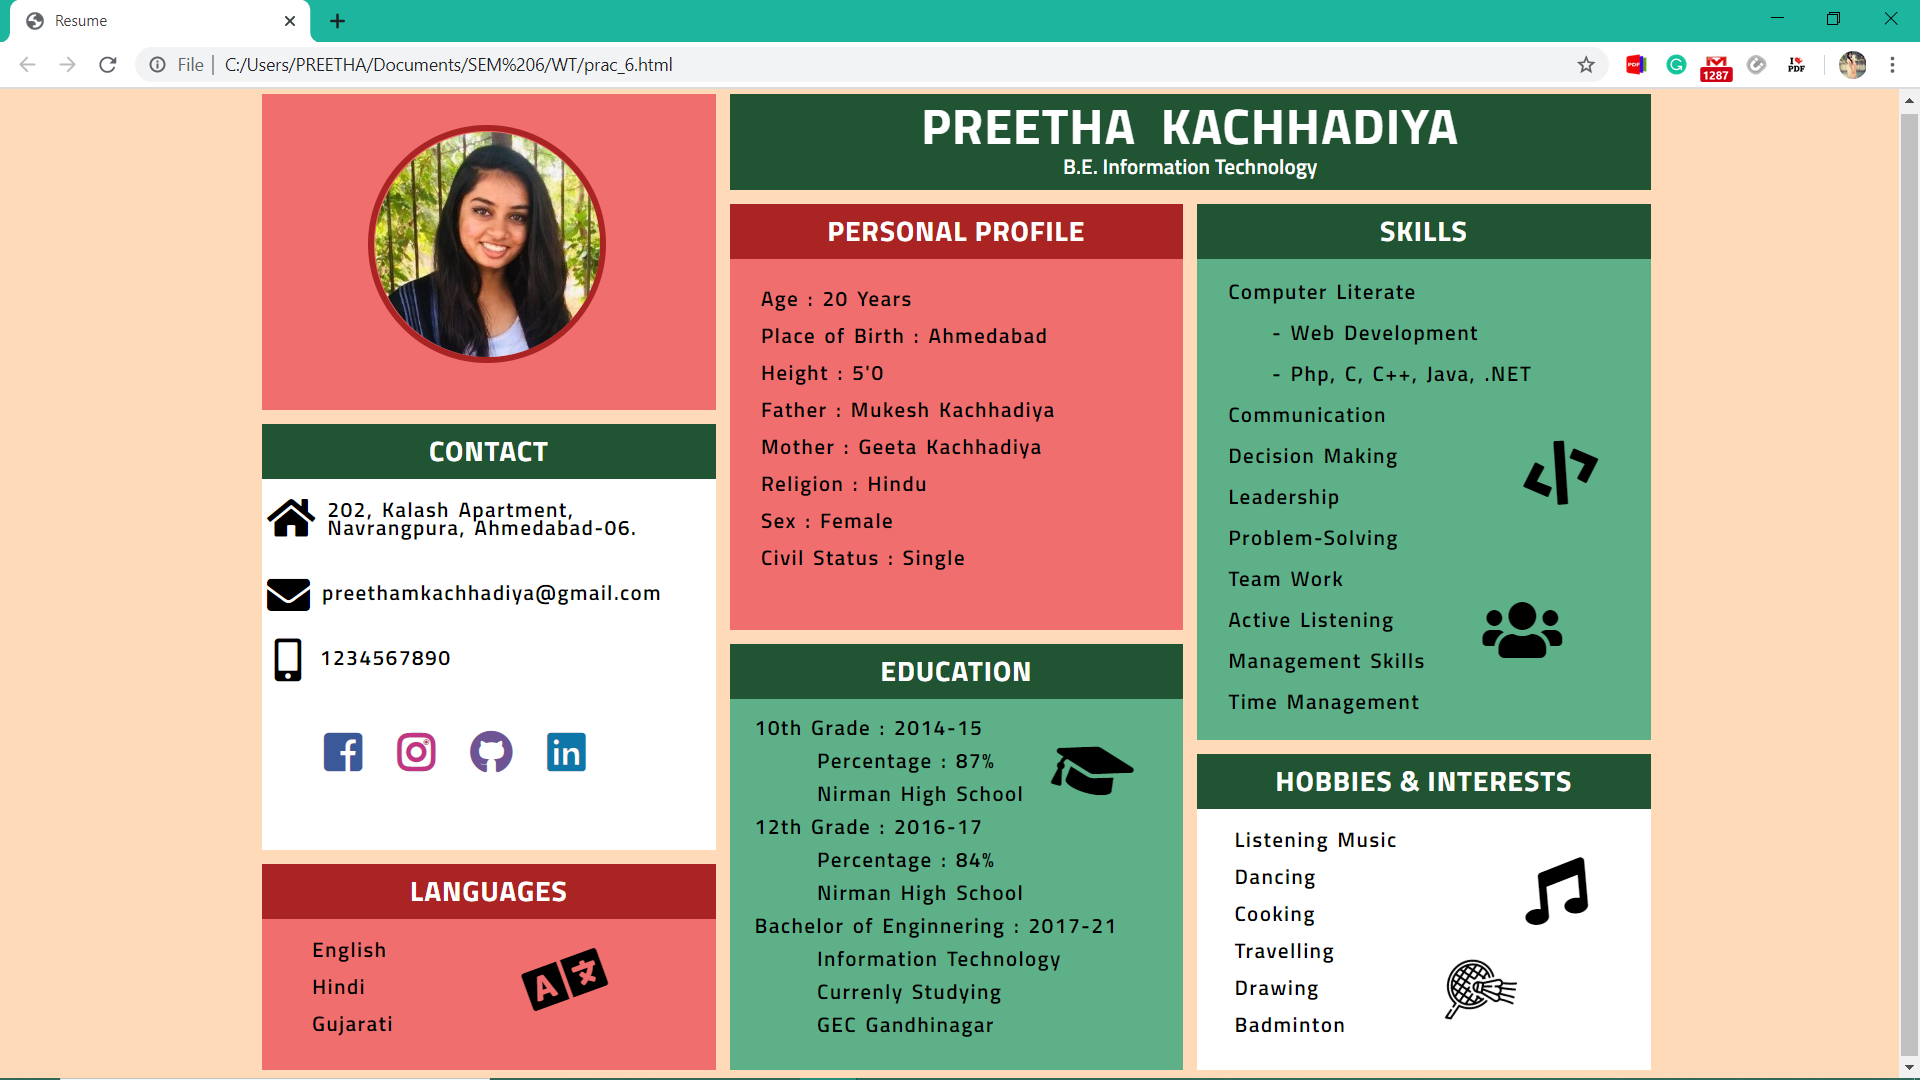 Resume
File | C:/Users/PREETHA/Documents/SEM%206/WT/prac_6.html
PDF
1287
I PDF
PREETHA KACHHADIYA
B.E. Information Technology
CONTACT
202, Kalash Apartment,
Navrangpura, Ahmedabad-06.
preethamkachhadiya@gmail.com
1234567890
in
LANGUAGES
English
Hindi
Gujarati
A 文
PERSONAL PROFILE
Age : 20 Years
Place of Birth : Ahmedabad
Height : 5'0
Father : Mukesh Kachhadiya
Mother : Geeta Kachhadiya
Religion : Hindu
Sex : Female
Civil Status : Single
EDUCATION
10th Grade : 2014-15
Percentage : 87%
Nirman High School
12th Grade : 2016-17
Percentage : 84%
Nirman High School
Bachelor of Enginnering : 2017-21
Information Technology
Currenly Studying
GEC Gandhinagar
SKILLS
Computer Literate
- Web Development
- Php, C, C++, Java, .NET
Communication
Decision Making
Leadership
Problem-Solving
Team Work
Active Listening
Management Skills
Time Management
HOBBIES & INTERESTS
Listening Music
Dancing
Cooking
Travelling
Drawing
Badminton